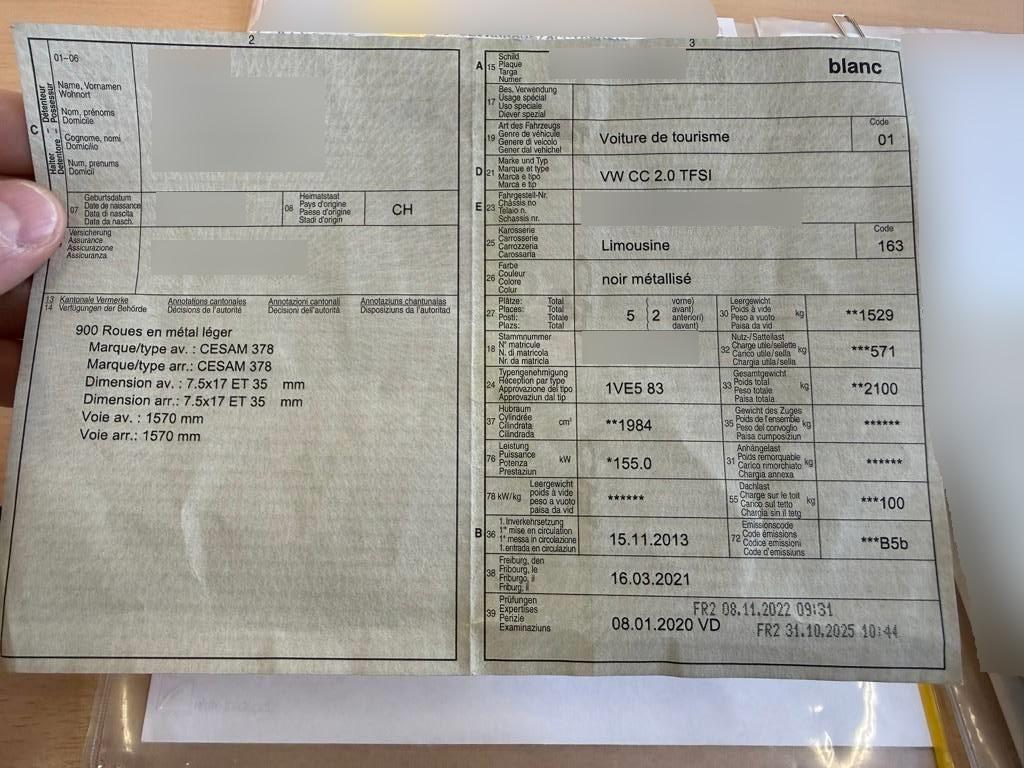 2
01-06
C
Halter - Détenteur
Detentore - Possessur
Name, Vornamen
Wohnort
Nom, prénoms
Domicile
Cognome, nomi
Domicilio
Num, prenums
Domicil
07
Geburtsdatum
Date de naissance
Data di nascita
Data da nasch.
08
Heimatstaat
Pays d'origine
Paese d'origine
Stadi d'origin
CH
Versicherung
Assurance
Assicurazione
Assicuranza
13
14
Kantonale Vermerke
Verfügungen der Behörde
Annotations cantonales
Décisions de l'autorité
Annotazioni cantonali
Decisioni dell'autorità
Annotaziuns chantunalas
Disposiziuns da l'autoritad
900 Roues en métal léger
Marque/type av. : CESAM 378
Marque/type arr.: CESAM 378
Dimension av. : 7.5x17 ET 35 mm
Dimension arr.: 7.5x17 ET 35 mm
Voie av. : 1570 mm
Voie arr.: 1570 mm
3
A 15
Schild
Plaque
Targa
Numer
blanc
17
Bes. Verwendung
Usage spécial
Uso speciale
Diever spezial
19
Art des Fahrzeugs
Genre de véhicule
Genere di veicolo
Gener dal vehichel
Voiture de tourisme
Code
01
D 21
Marke und Typ
Marque et type
Marca e tipo
Marca e tip
VW CC 2.0 TFSI
E 23
Fahrgestell-Nr.
Châssis no
Telaio n.
Schassis nr.
25
Karosserie
Carrosserie
Carrozzeria
Carossaria
Limousine
Code
163
26
Farbe
Couleur
Colore
Colur
noir métallisé
27
Plätze: Total
Places: Total
Posti: Totale
Plazs: Total
5 { 2
vorne)
avant)
anteriori)
davant)
30
Leergewicht
Poids à vide
Peso a vuoto
Paisa da vid
kg
**1529
18
Stammnummer
N° matricule
N. di matricola
Nr. da matricla
32
Nutz-/Sattellast
Charge utile/sellette
Carico utile/sella
Chargia utila/sella
kg
***571
24
Typengenehmigung
Réception par type
Approvazione del tipo
Approvaziun dal tip
1VE5 83
33
Gesamtgewicht
Poids total
Peso totale
Paisa totala
kg
**2100
37
Hubraum
Cylindrée
Cilindrata
Cilindrada
cm³
**1984
35
Gewicht des Zuges
Poids de l'ensemble
Peso del convoglio
Paisa cumposiziun
kg
******
76
Leistung
Puissance
Potenza
Prestaziun
kW
*155.0
31
Anhängelast
Poids remorquable
Carico rimorchiato
Chargia annexa
kg
******
78 kW/kg
Leergewicht
poids à vide
peso a vuoto
paisa da vid
******
55
Dachlast
Charge sur le toit
Carico sul tetto
Chargia sin il tetg
kg
***100
B 36
1. Inverkehrsetzung
1re mise en circulation
1a messa in circolazione
1. entrada en circulaziun
15.11.2013
72
Emissionscode
Code émissions
Codice emissioni
Code d'emissiuns
***B5b
38
Freiburg, den
Fribourg, le
Friburgo, il
Friburg, il
16.03.2021
39
Prüfungen
Expertises
Perizie
Examinaziuns
FR2 08.11.2022 09:31
08.01.2020 VD
FR2 31.10.2025 10:44